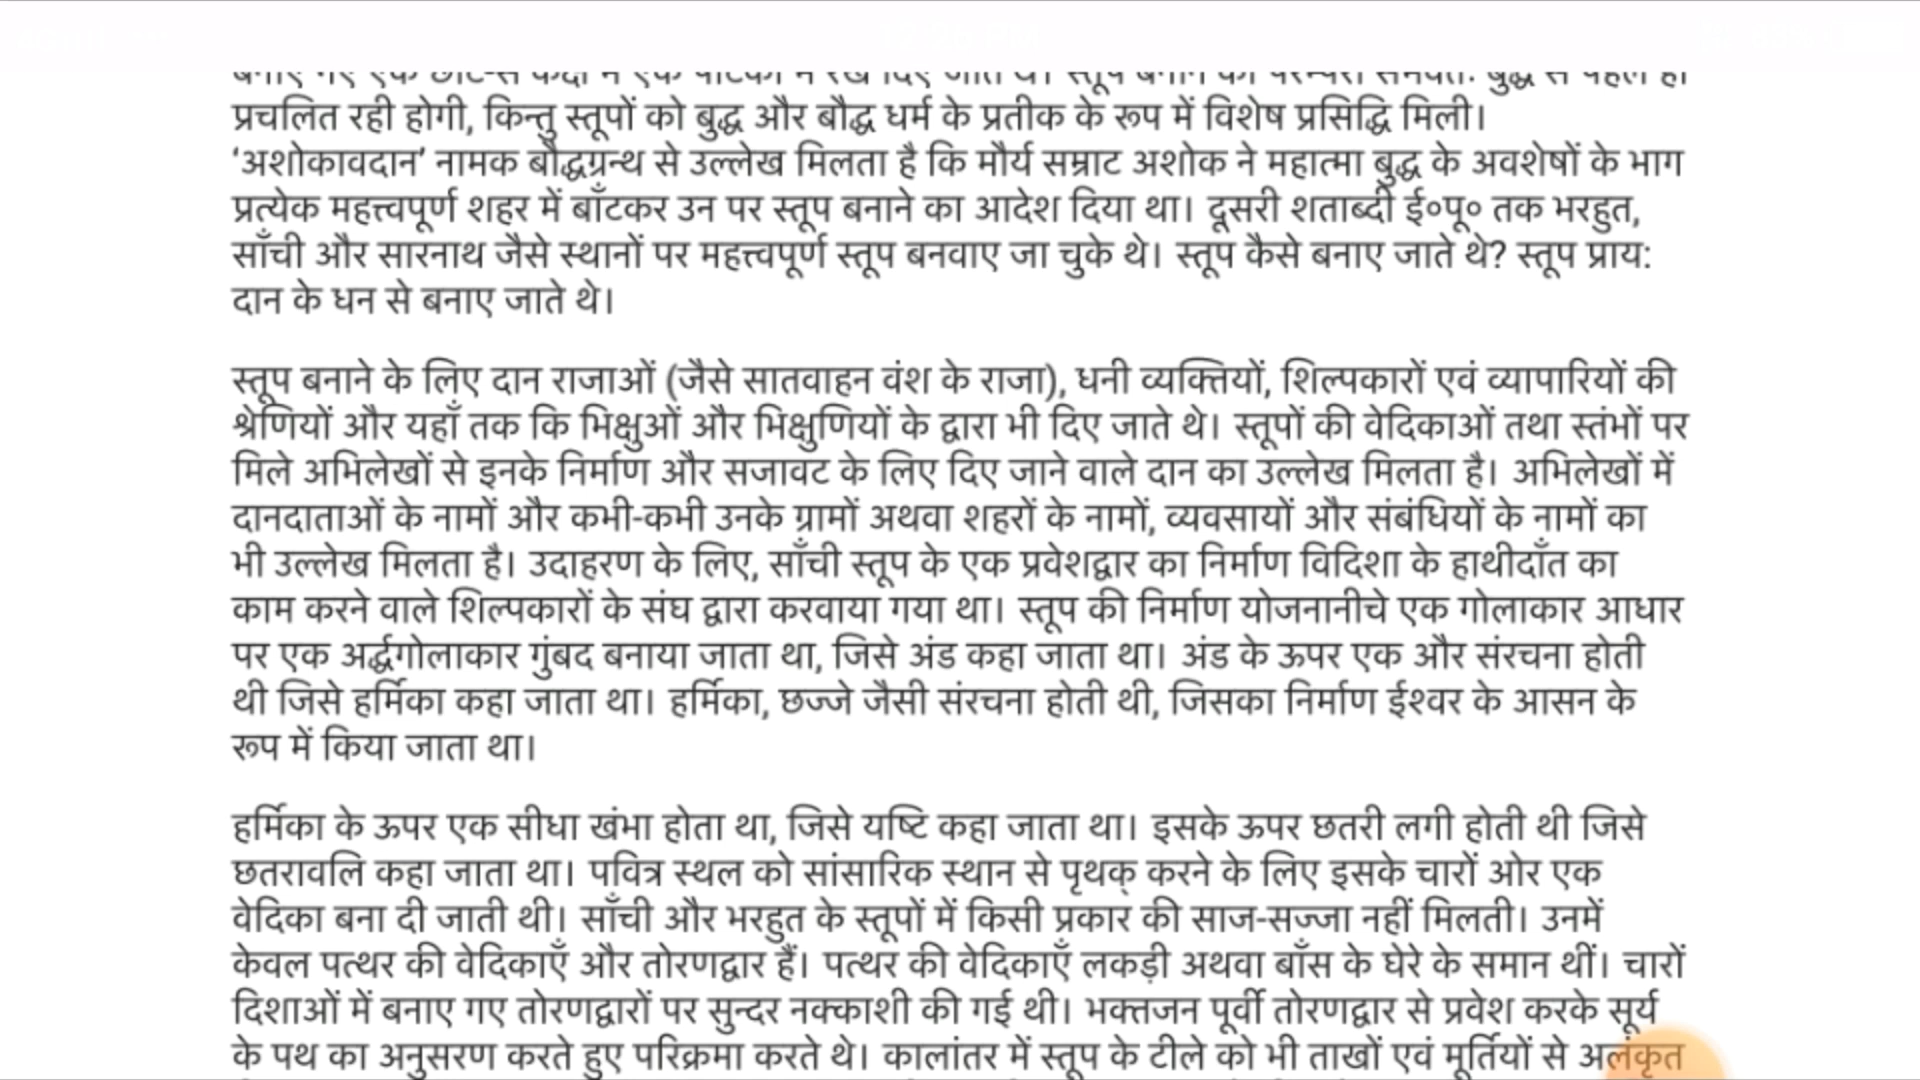 प्रचलित रही होगी, किन्तु स्तूपों को बुद्ध और बौद्ध धर्म के प्रतीक के रूप में विशेष प्रसिद्धि मिली।
‘अशोकावदान’ नामक बौद्धग्रन्थ से उल्लेख मिलता है कि मौर्य सम्राट अशोक ने महात्मा बुद्ध के अवशेषों के भाग
प्रत्येक महत्त्वपूर्ण शहर में बाँटकर उन पर स्तूप बनाने का आदेश दिया था। दूसरी शताब्दी ई०पू० तक भरहुत,
साँची और सारनाथ जैसे स्थानों पर महत्त्वपूर्ण स्तूप बनवाए जा चुके थे। स्तूप कैसे बनाए जाते थे? स्तूप प्राय:
दान के धन से बनाए जाते थे।
स्तूप बनाने के लिए दान राजाओं (जैसे सातवाहन वंश के राजा), धनी व्यक्तियों, शिल्पकारों एवं व्यापारियों की
श्रेणियों और यहाँ तक कि भिक्षुओं और भिक्षुणियों के द्वारा भी दिए जाते थे। स्तूपों की वेदिकाओं तथा स्तंभों पर
मिले अभिलेखों से इनके निर्माण और सजावट के लिए दिए जाने वाले दान का उल्लेख मिलता है। अभिलेखों में
दानदाताओं के नामों और कभी-कभी उनके ग्रामों अथवा शहरों के नामों, व्यवसायों और संबंधियों के नामों का
भी उल्लेख मिलता है। उदाहरण के लिए, साँची स्तूप के एक प्रवेशद्वार का निर्माण विदिशा के हाथीदाँत का
काम करने वाले शिल्पकारों के संघ द्वारा करवाया गया था। स्तूप की निर्माण योजनानीचे एक गोलाकार आधार
पर एक अर्द्धगोलाकार गुंबद बनाया जाता था, जिसे अंड कहा जाता था। अंड के ऊपर एक और संरचना होती
थी जिसे हर्मिका कहा जाता था। हर्मिका, छज्जे जैसी संरचना होती थी, जिसका निर्माण ईश्वर के आसन के
रूप में किया जाता था।
हर्मिका के ऊपर एक सीधा खंभा होता था, जिसे यष्टि कहा जाता था। इसके ऊपर छतरी लगी होती थी जिसे
छतरावलि कहा जाता था। पवित्र स्थल को सांसारिक स्थान से पृथक् करने के लिए इसके चारों ओर एक
वेदिका बना दी जाती थी। साँची और भरहुत के स्तूपों में किसी प्रकार की साज-सज्जा नहीं मिलती। उनमें
केवल पत्थर की वेदिकाएँ और तोरणद्वार हैं। पत्थर की वेदिकाएँ लकड़ी अथवा बाँस के घेरे के समान थीं। चारों
दिशाओं में बनाए गए तोरणद्वारों पर सुन्दर नक्काशी की गई थी। भक्तजन पूर्वी तोरणद्वार से प्रवेश करके सूर्य
के पथ का अनुसरण करते हुए परिक्रमा करते थे। कालांतर में स्तूप के टीले को भी ताखों एवं मूर्तियों से अलंकृत